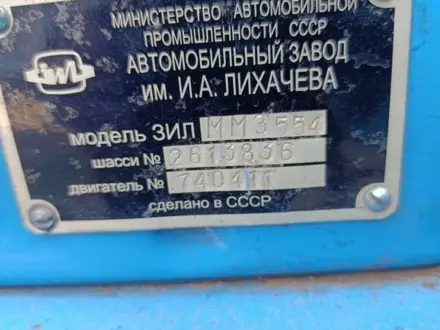 МИНИСТЕРСТВО АВТОМОБИЛЬНОЙ
ПРОМЫШЛЕННОСТИ СССР
АВТОМОБИЛЬНЫЙ ЗАВОД
ИМ. И.А. ЛИХАЧЕВА
МОДЕЛЬ ЗИЛ ММЗ554
ШАССИ № 2613836
ДВИГАТЕЛЬ № 740411
СДЕЛАНО В СССР